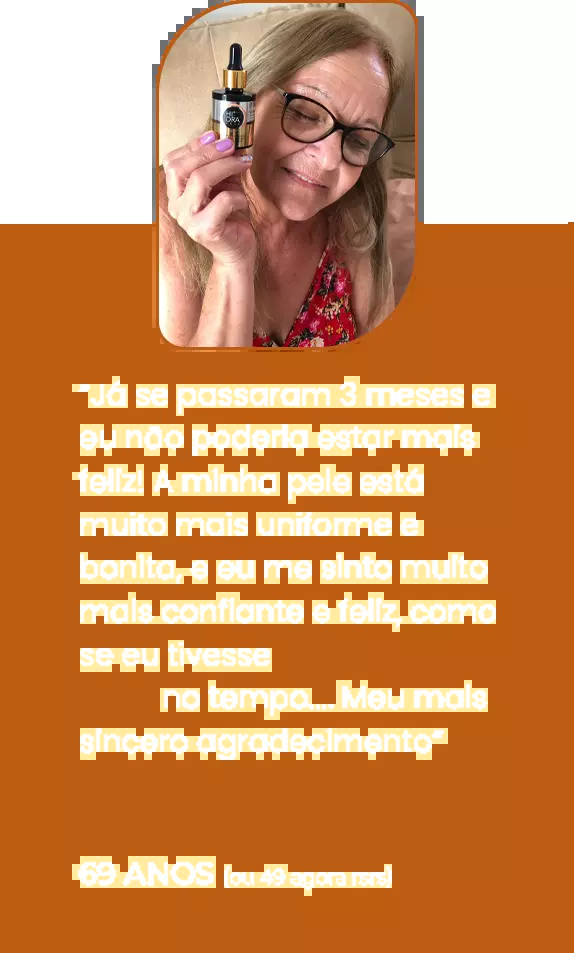 “Já se passaram 3 meses e
eu não poderia estar mais
feliz! A minha pele está
muito mais uniforme e
bonita, e eu me sinto muito
mais confiante e feliz, como
se eu tivesse
no tempo.... Meu mais
sincero agradecimento“
69 ANOS (ou 49 agora rsrs)